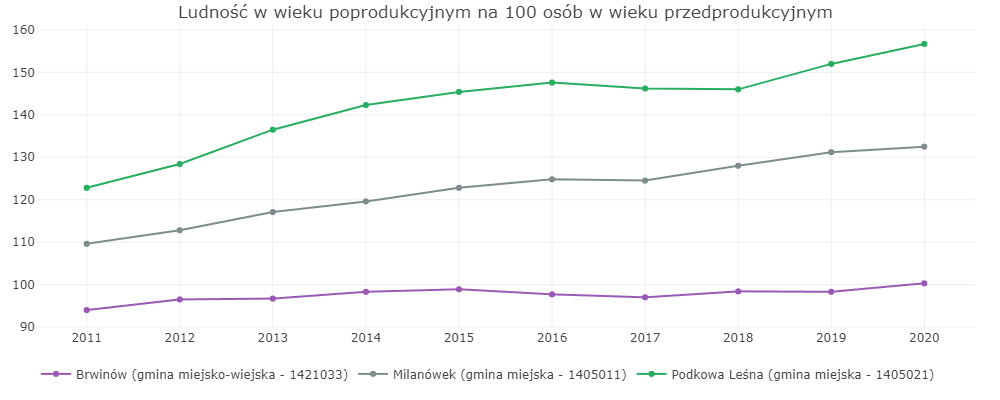 Ludność w wieku poprodukcyjnym na 100 osób w wieku przedprodukcyjnym
160
150
140
130
120
110
100
90
2011 2012 2013 2014 2015 2016 2017 2018 2019 2020
Brwinów (gmina miejsko-wiejska - 1421033) Milanówek (gmina miejska - 1405011) Podkowa Leśna (gmina miejska - 1405021)